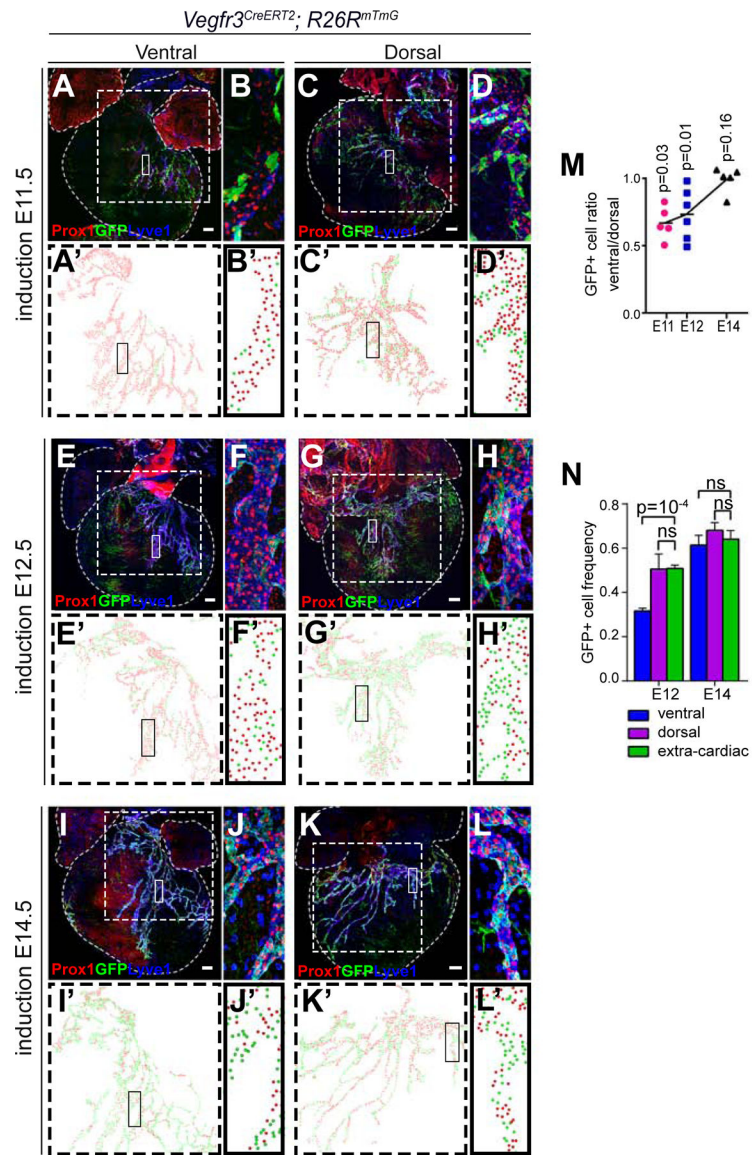 Vegfr3CreERT2; R26RmTmG
Ventral
Dorsal
induction E11.5
A
B
C
D
Prox1GFPLyve1
Prox1GFPLyve1
A’
B’
C’
D’
induction E12.5
E
F
G
H
Prox1GFPLyve1
Prox1GFPLyve1
E’
F’
G’
H’
induction E14.5
I
J
K
L
Prox1GFPLyve1
Prox1GFPLyve1
I’
J’
K’
L’
M
p=0.03
p=0.01
p=0.16
GFP+ cell ratio
ventral/dorsal
1.0
0.5
0.0
E11
E12
E14
N
ns
p=10-4
ns
ns
GFP+ cell frequency
0.8
0.6
0.4
0.2
0.0
E12
E14
ventral
dorsal
extra-cardiac